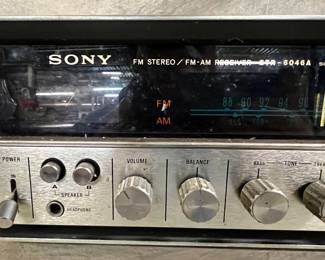 SONY FM STEREO / FM-AM RECEIVER STR-6046A
FM 88 90 92 94
AM
POWER
VOLUME BALANCE BASS TONE
A B
SPEAKER
HEADPHONE